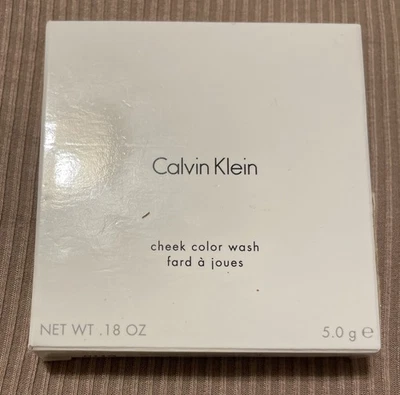 Calvin Klein
cheek color wash
fard à joues
NET WT .18 OZ
5.0 g ℮